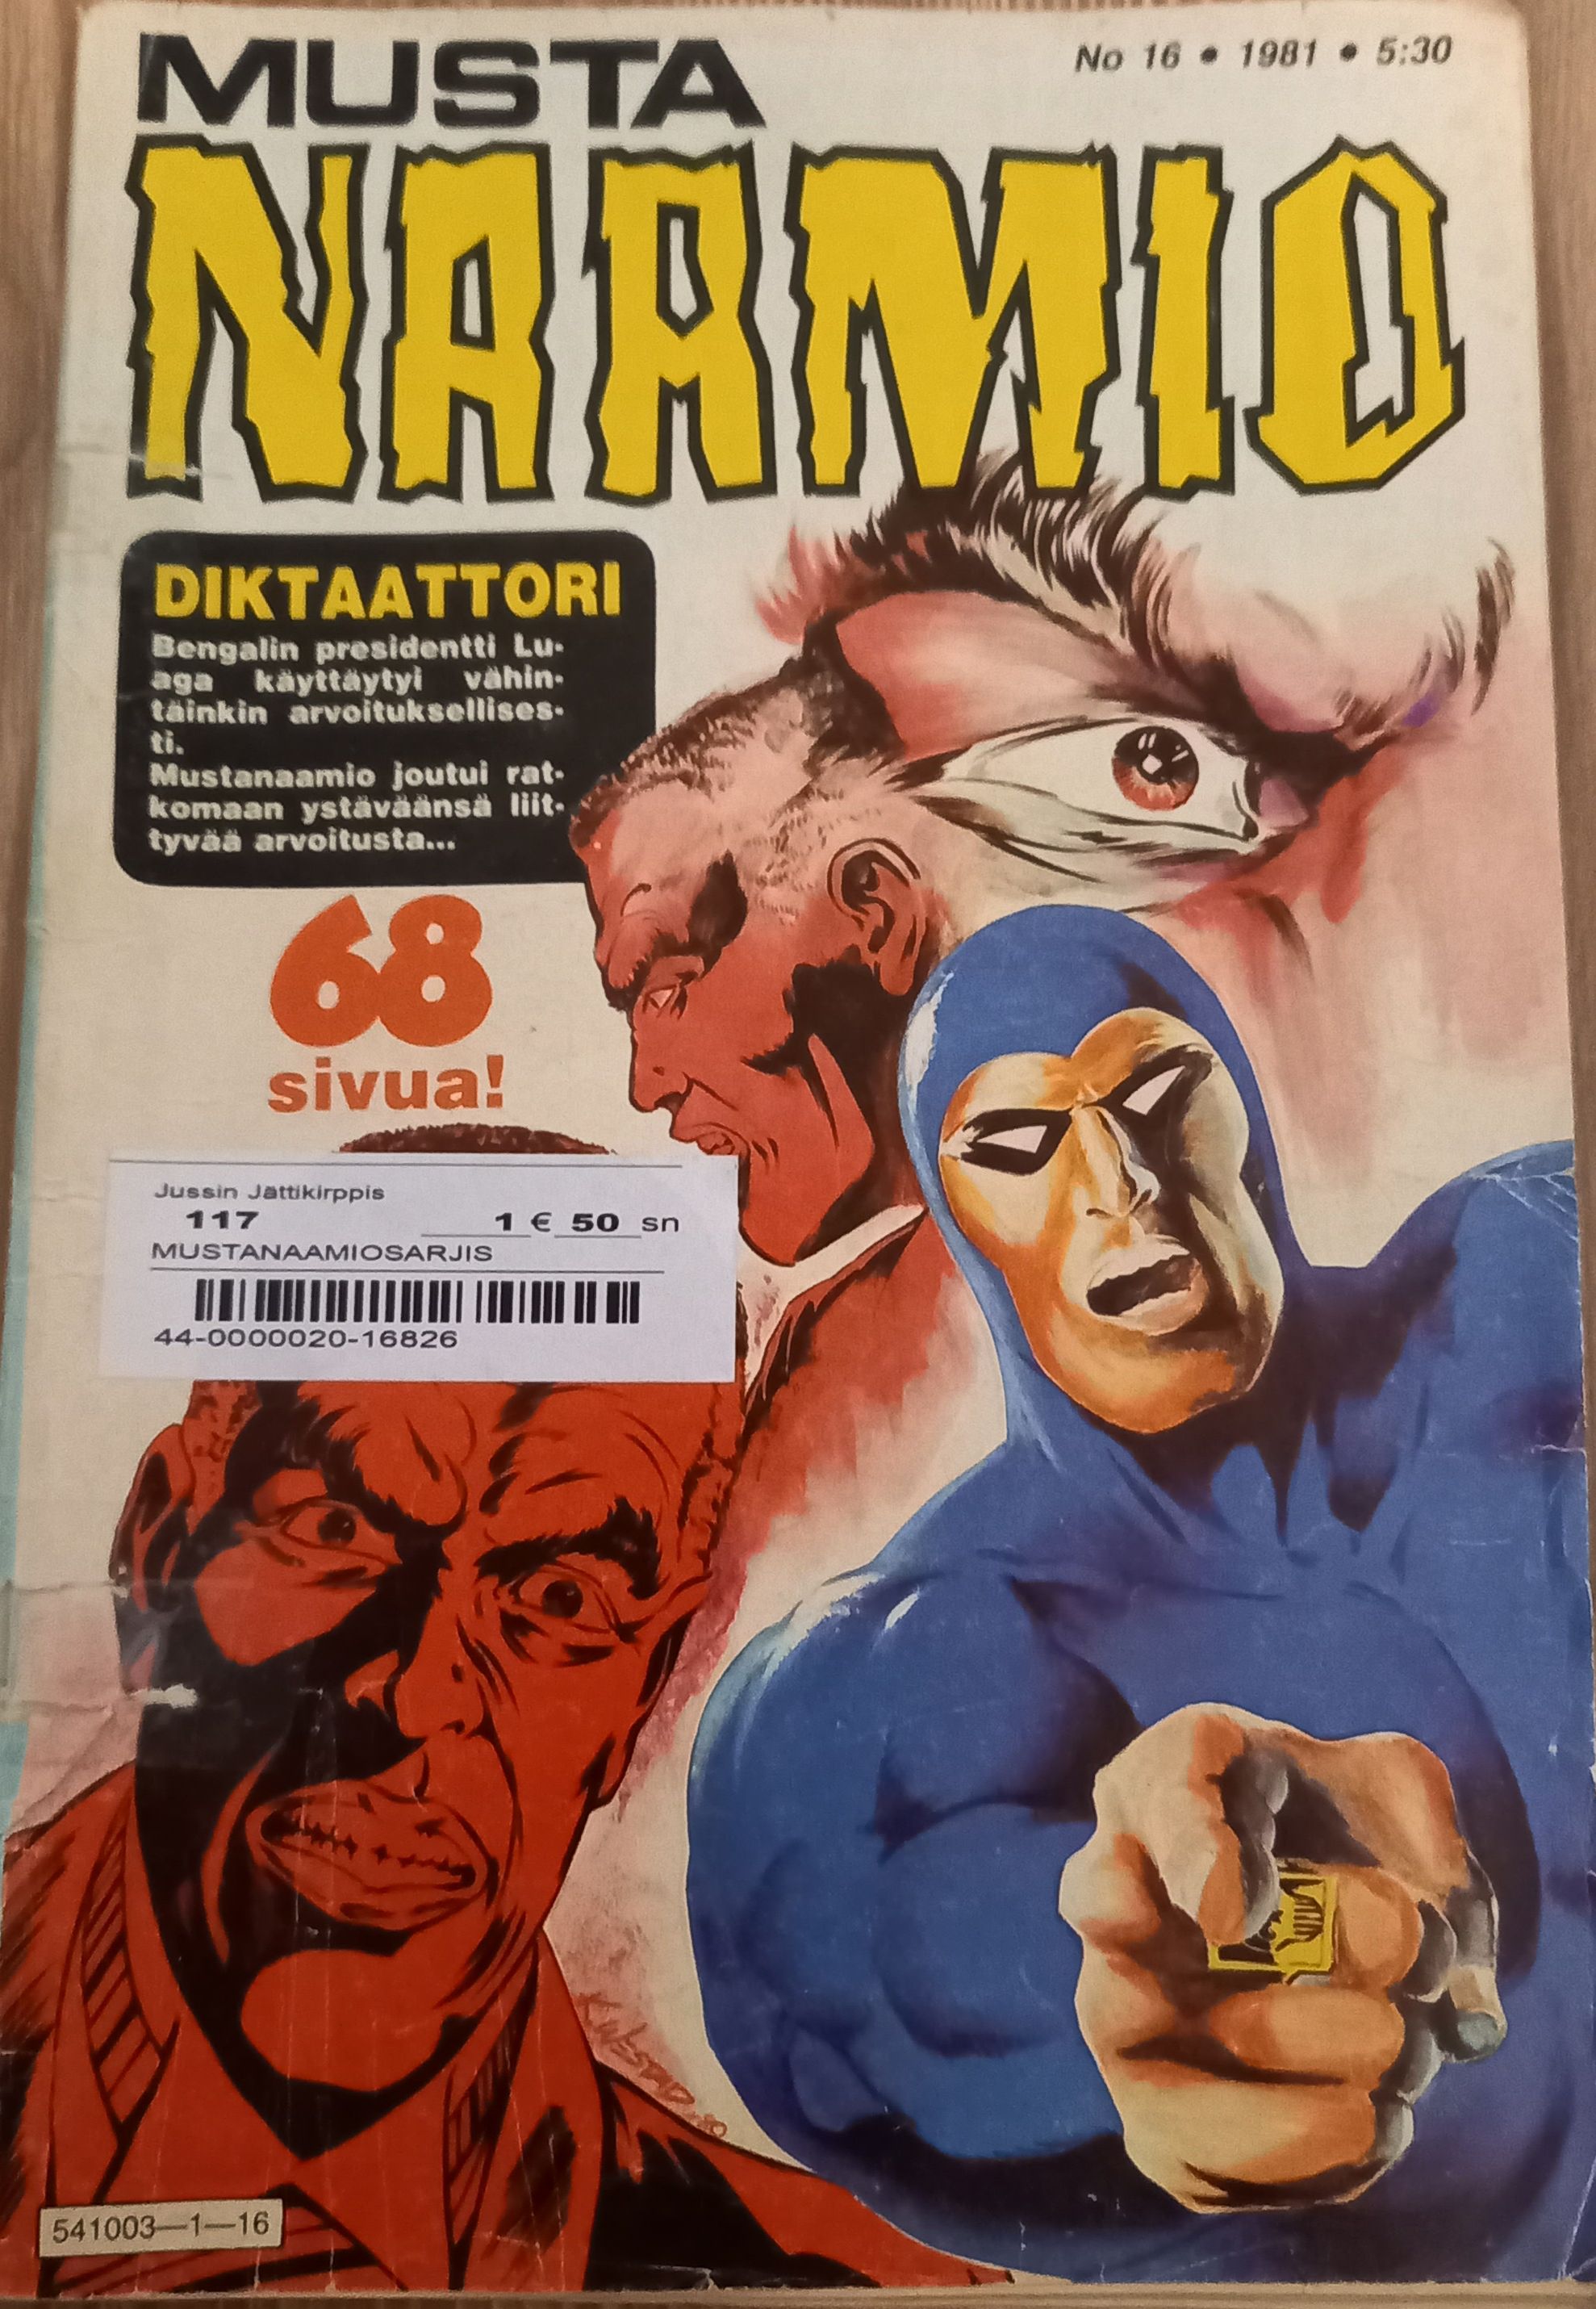 MUSTA
No 16 • 1981 • 5:30
NAAMIO
DIKTAATTORI
Bengalin presidentti Lu-
aga käyttäytyi vähin-
täinkin arvoituksellises-
ti.
Mustanaamio joutui rat-
komaan ystäväänsä liit-
tyvää arvoitusta...
68
sivua!
Jussin Jättikirppis
117 1 € 50 sn
MUSTANAAMIOSARJIS
44-0000020-16826
541003—1—16